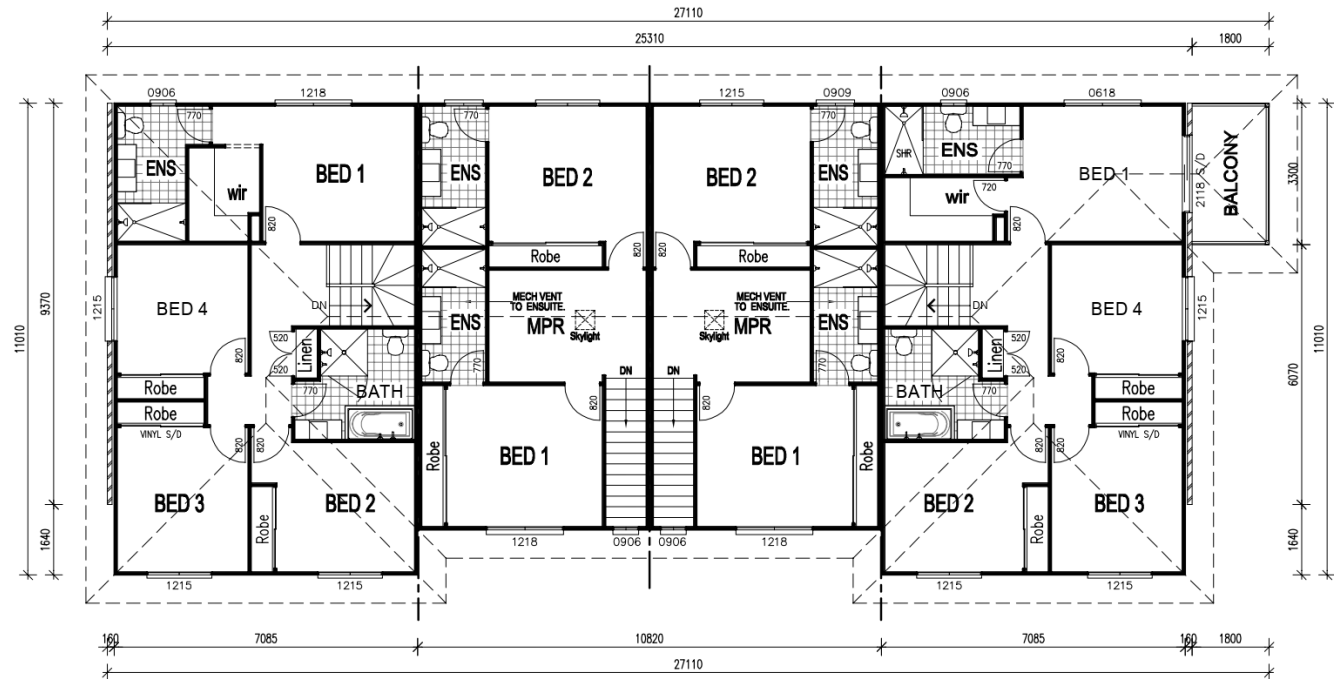 27110
25310
1800
0906
1218
1215
0909
0906
0618
770
770
770
ENS
wir
BED 1
820
ENS
BED 2
BED 2
ENS
SHR
ENS
770
720
wir
BED 1
820
2118 S/D
BALCONY
3300
11010
9370
1640
1215
BED 4
DN
820
Robe
820
Robe
820
MECH VENT
TO ENSUITE.
MPR
Skylight
MECH VENT
TO ENSUITE.
MPR
Skylight
ENS
ENS
770
770
DN
BED 4
1215
6070
11010
1640
520
520
Linen
820
BATH
770
Robe
Robe
VINYL S/D
820
820
DN
DN
820
820
520
520
Linen
820
BATH
770
Robe
Robe
VINYL S/D
820
820
BED 3
Robe
BED 2
Robe
BED 1
BED 1
Robe
BED 2
Robe
BED 3
1215
1215
1218
0906
0906
1218
1215
1215
160
7085
10820
7085
160
1800
27110